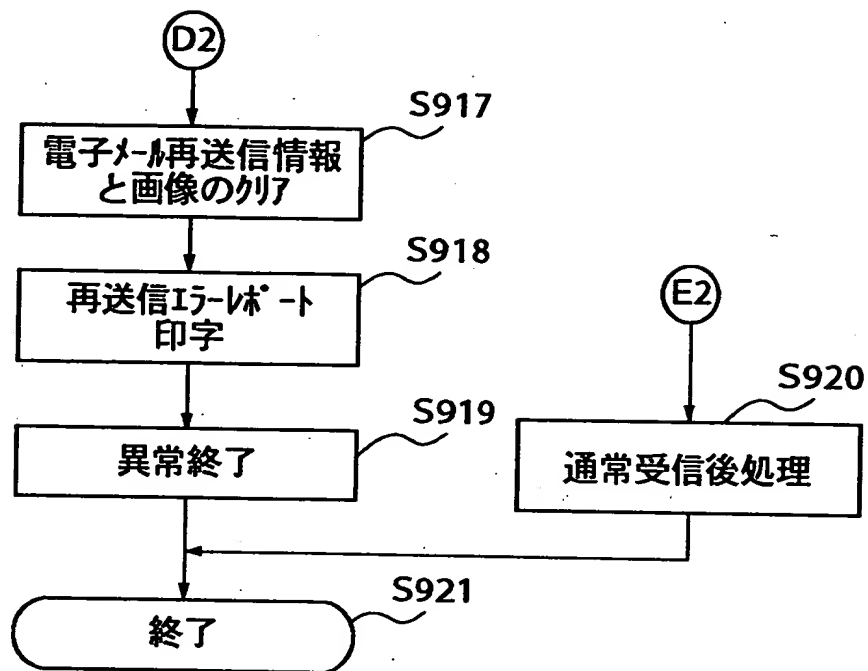 D2
S917
電子ﾒｰﾙ再送信情報
と画像のｸﾘｱ
S918
再送信ｴﾗｰﾚﾎﾟｰﾄ
印字
E2
S919
異常終了
S920
通常受信後処理
S921
終了